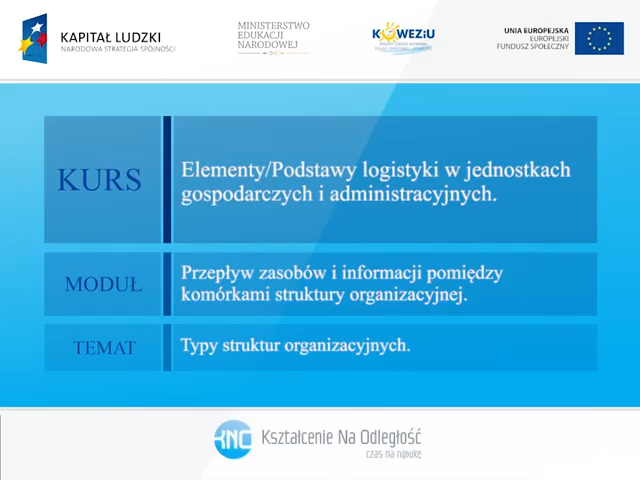 KAPITAŁ LUDZKI
NARODOWA STRATEGIA SPÓJNOŚCI
MINISTERSTWO
EDUKACJI
NARODOWEJ
KOWEZiU
UNIA EUROPEJSKA
EUROPEJSKI
FUNDUSZ SPOŁECZNY
KURS
Elementy/Podstawy logistyki w jednostkach
gospodarczych i administracyjnych.
MODUŁ
Przepływ zasobów i informacji pomiędzy
komórkami struktury organizacyjnej.
TEMAT
Typy struktur organizacyjnych.
KNO
Kształcenie Na Odległość
czas na n@ukę